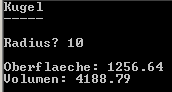 Kugel
-----
Radius? 10
Oberflaeche: 1256.64
Volumen: 4188.79